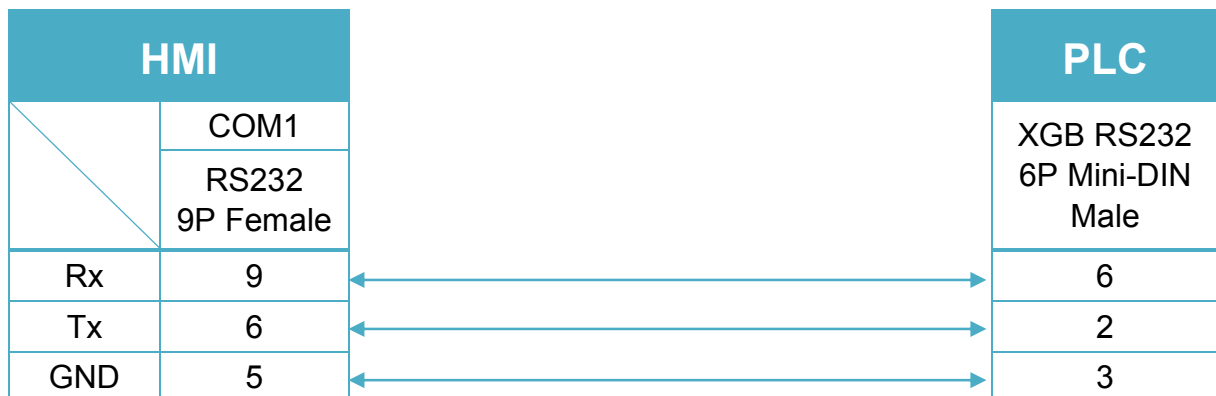 HMI
PLC
COM1
RS232
9P Female
XGB RS232
6P Mini-DIN
Male
Rx 9 6
Tx 6 2
GND 5 3